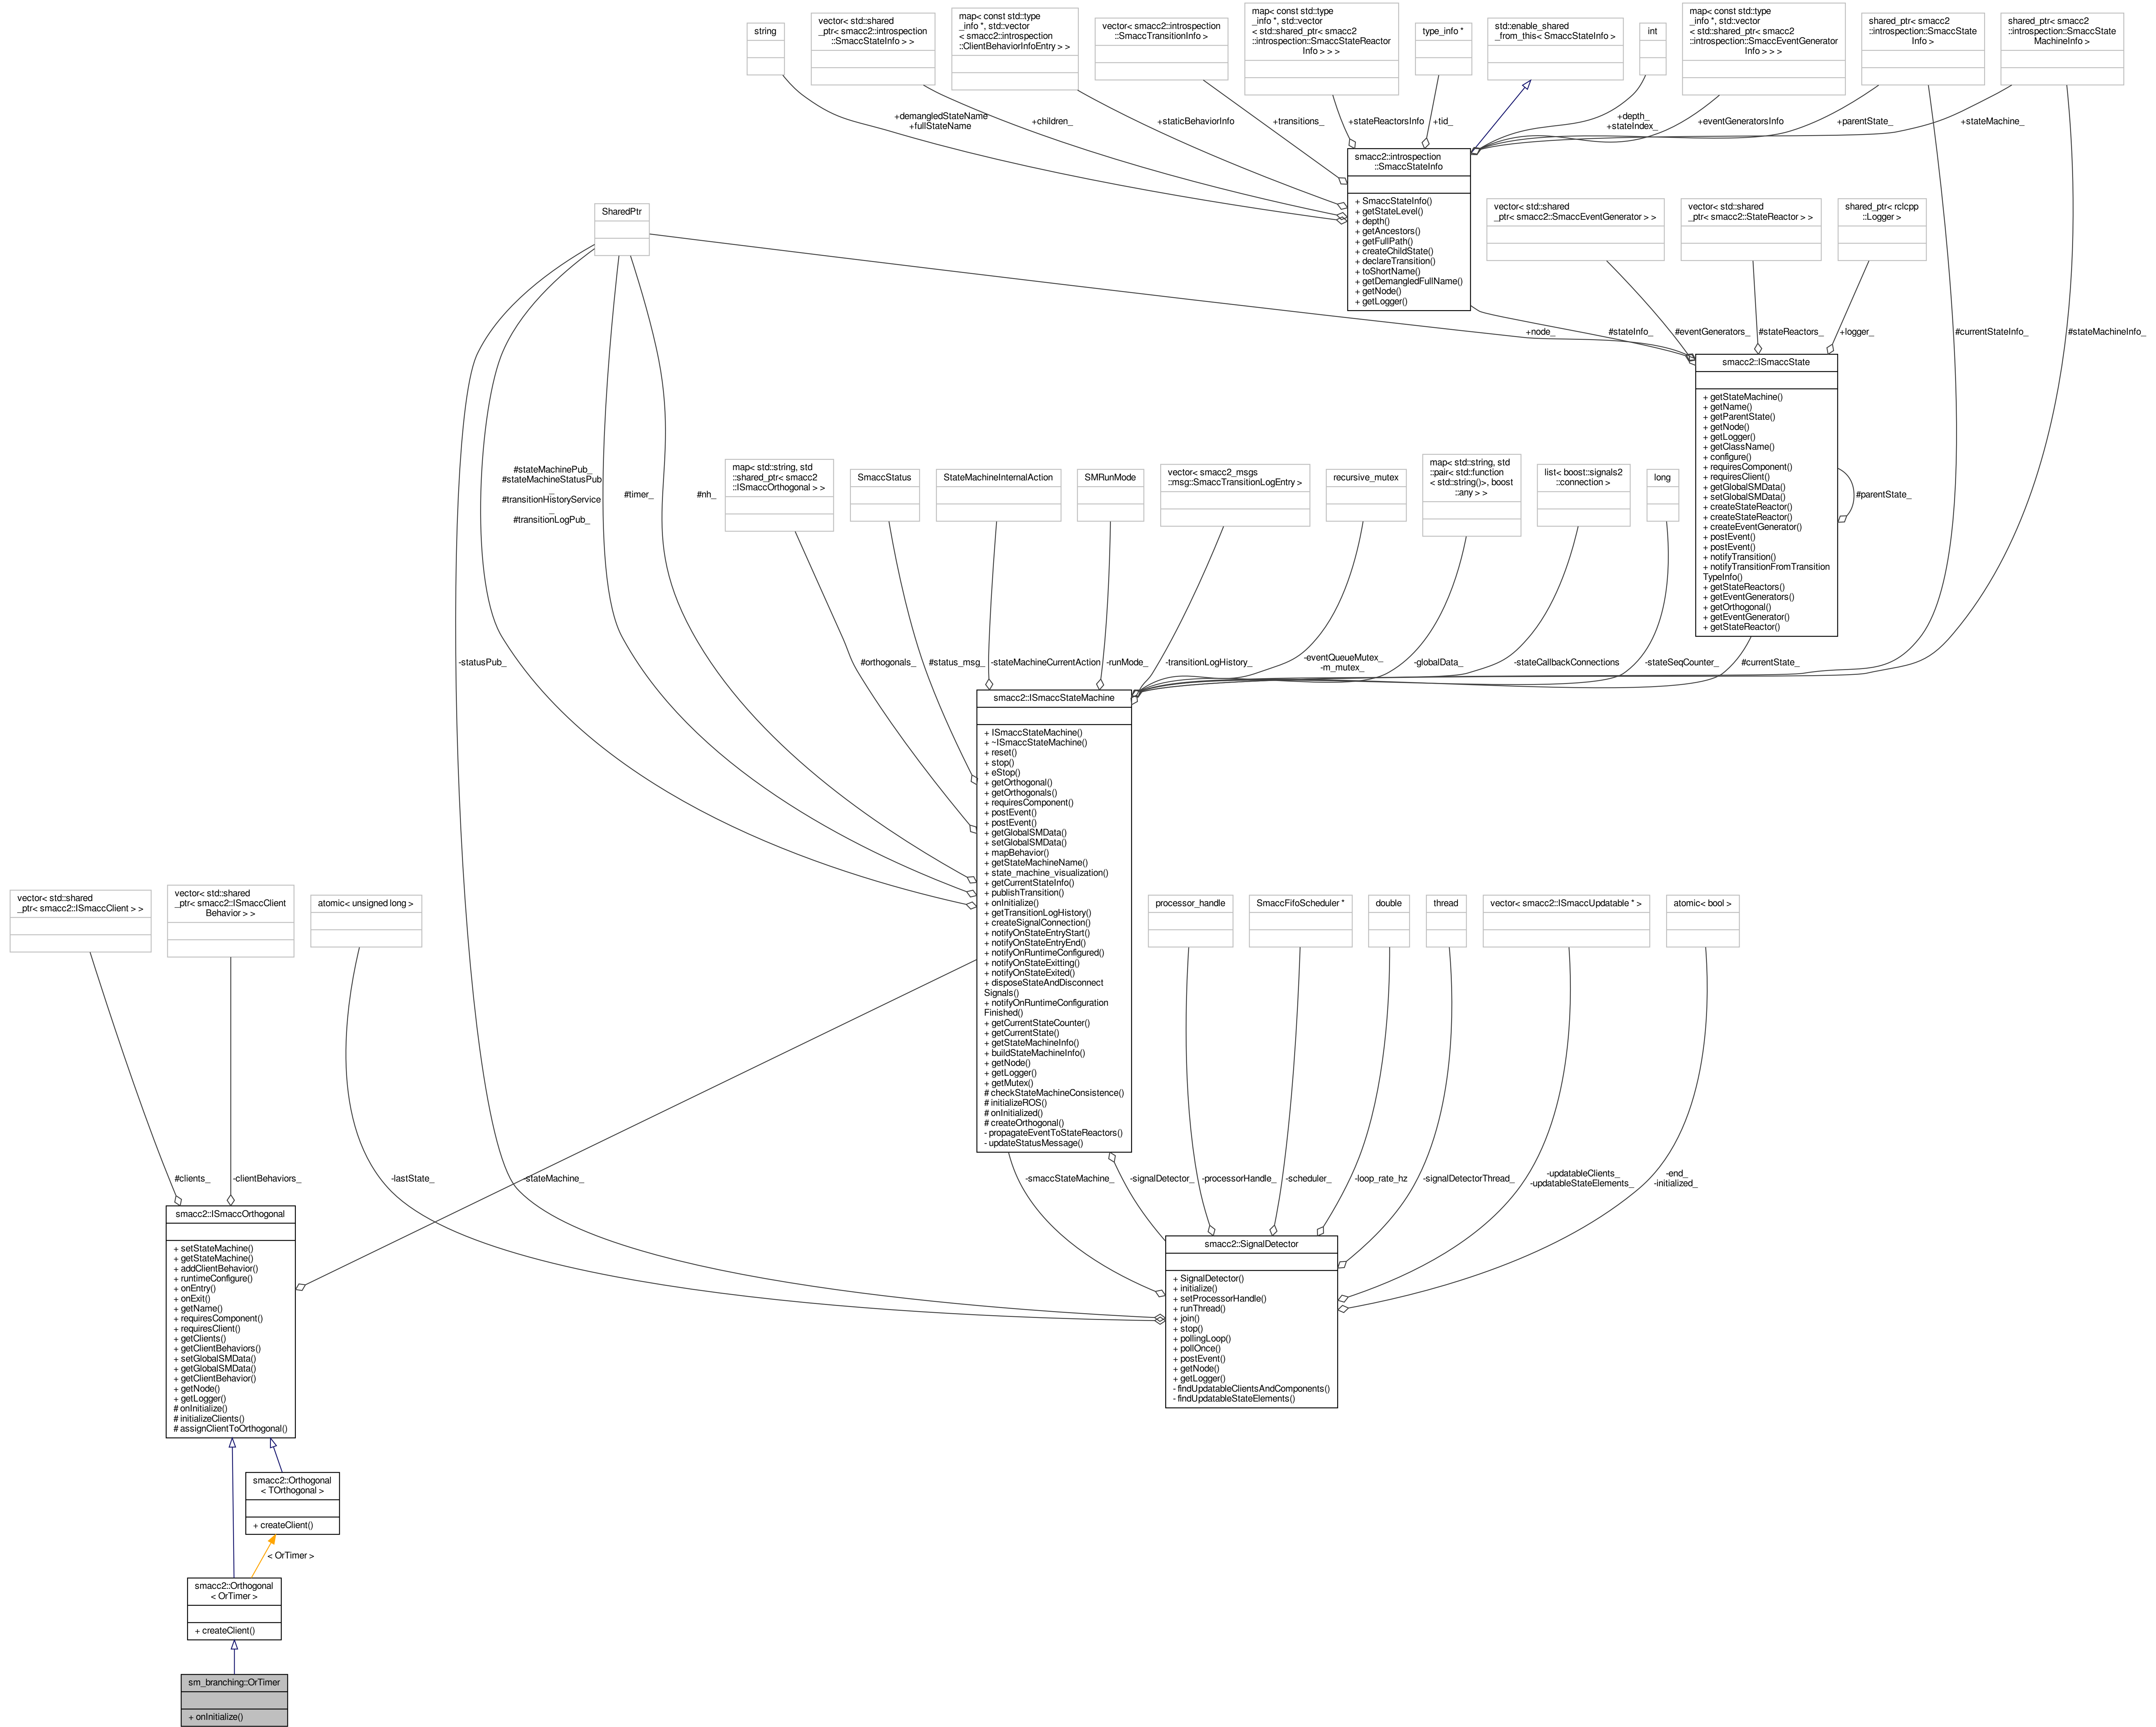 string
vector< std::shared
_ptr< smacc2::introspection
::SmaccStateInfo > >
map< const std::type
_info *, std::vector
< smacc2::introspection
::ClientBehaviorInfoEntry > >
vector< smacc2::introspection
::SmaccTransitionInfo >
map< const std::type
_info *, std::vector
< std::shared_ptr< smacc2
::introspection::SmaccStateReactor
Info > > >
type_info *
std::enable_shared
_from_this< SmaccStateInfo >
int
map< const std::type
_info *, std::vector
< std::shared_ptr< smacc2
::introspection::SmaccEventGenerator
Info > > >
shared_ptr< smacc2
::introspection::SmaccState
Info >
shared_ptr< smacc2
::introspection::SmaccState
MachineInfo >
+demangledStateName
+fullStateName
+children_
+staticBehaviorInfo
+transitions_
+stateReactorsInfo
+tid_
+depth_
+stateIndex_
+eventGeneratorsInfo
+parentState_
+stateMachine_
smacc2::introspection
::SmaccStateInfo
+ SmaccStateInfo()
+ getStateLevel()
+ depth()
+ getAncestors()
+ getFullPath()
+ createChildState()
+ declareTransition()
+ toShortName()
+ getDemangledFullName()
+ getNode()
+ getLogger()
SharedPtr
vector< std::shared
_ptr< smacc2::SmaccEventGenerator > >
vector< std::shared
_ptr< smacc2::StateReactor > >
shared_ptr< rclcpp
::Logger >
+node_
#stateInfo_
#eventGenerators_
#stateReactors_
+logger_
#currentStateInfo_
#stateMachineInfo_
smacc2::ISmaccState
+ getStateMachine()
+ getName()
+ getParentState()
+ getNode()
+ getLogger()
+ getClassName()
+ configure()
+ requiresComponent()
+ requiresClient()
+ getGlobalSMData()
+ setGlobalSMData()
+ createStateReactor()
+ createStateReactor()
+ createEventGenerator()
+ postEvent()
+ postEvent()
+ notifyTransition()
+ notifyTransitionFromTransition
TypeInfo()
+ getStateReactors()
+ getEventGenerators()
+ getOrthogonal()
+ getEventGenerator()
+ getStateReactor()
#parentState_
#stateMachinePub_
#stateMachineStatusPub
_
#transitionHistoryService
_
#transitionLogPub_
#timer_
#nh_
map< std::string, std
::shared_ptr< smacc2
::ISmaccOrthogonal > >
SmaccStatus
StateMachineInternalAction
SMRunMode
vector< smacc2_msgs
::msg::SmaccTransitionLogEntry >
recursive_mutex
map< std::string, std
::pair< std::function
< std::string()>, boost
::any > >
list< boost::signals2
::connection >
long
-statusPub_
#orthogonals_
#status_msg_
-stateMachineCurrentAction
-runMode_
-transitionLogHistory_
-eventQueueMutex_
-m_mutex_
-globalData_
-stateCallbackConnections
-stateSeqCounter_
#currentState_
smacc2::ISmaccStateMachine
+ ISmaccStateMachine()
+ ~ISmaccStateMachine()
+ reset()
+ stop()
+ eStop()
+ getOrthogonal()
+ getOrthogonals()
+ requiresComponent()
+ postEvent()
+ postEvent()
+ getGlobalSMData()
+ setGlobalSMData()
+ mapBehavior()
+ getStateMachineName()
+ state_machine_visualization()
+ getCurrentStateInfo()
+ publishTransition()
+ onInitialize()
+ getTransitionLogHistory()
+ createSignalConnection()
+ notifyOnStateEntryStart()
+ notifyOnStateEntryEnd()
+ notifyOnRuntimeConfigured()
+ notifyOnStateExitting()
+ notifyOnStateExited()
+ disposeStateAndDisconnect
Signals()
+ notifyOnRuntimeConfiguration
Finished()
+ getCurrentStateCounter()
+ getCurrentState()
+ getStateMachineInfo()
+ buildStateMachineInfo()
+ getNode()
+ getLogger()
+ getMutex()
# checkStateMachineConsistence()
# initializeROS()
# onInitialized()
# createOrthogonal()
- propagateEventToStateReactors()
- updateStatusMessage()
vector< std::shared
_ptr< smacc2::ISmaccClient > >
vector< std::shared
_ptr< smacc2::ISmaccClient
Behavior > >
atomic< unsigned long >
processor_handle
SmaccFifoScheduler *
double
thread
vector< smacc2::ISmaccUpdatable * >
atomic< bool >
#clients_
-clientBehaviors_
-lastState_
-stateMachine_
-smaccStateMachine_
-signalDetector_
-processorHandle_
-scheduler_
-loop_rate_hz
-signalDetectorThread_
-updatableClients_
-updatableStateElements_
-end_
-initialized_
smacc2::ISmaccOrthogonal
+ setStateMachine()
+ getStateMachine()
+ addClientBehavior()
+ runtimeConfigure()
+ onEntry()
+ onExit()
+ getName()
+ requiresComponent()
+ requiresClient()
+ getClients()
+ getClientBehaviors()
+ setGlobalSMData()
+ getGlobalSMData()
+ getClientBehavior()
+ getNode()
+ getLogger()
# onInitialize()
# initializeClients()
# assignClientToOrthogonal()
smacc2::SignalDetector
+ SignalDetector()
+ initialize()
+ setProcessorHandle()
+ runThread()
+ join()
+ stop()
+ pollingLoop()
+ pollOnce()
+ postEvent()
+ getNode()
+ getLogger()
- findUpdatableClientsAndComponents()
- findUpdatableStateElements()
smacc2::Orthogonal
< TOrthogonal >
+ createClient()
< OrTimer >
smacc2::Orthogonal
< OrTimer >
+ createClient()
sm_branching::OrTimer
+ onInitialize()